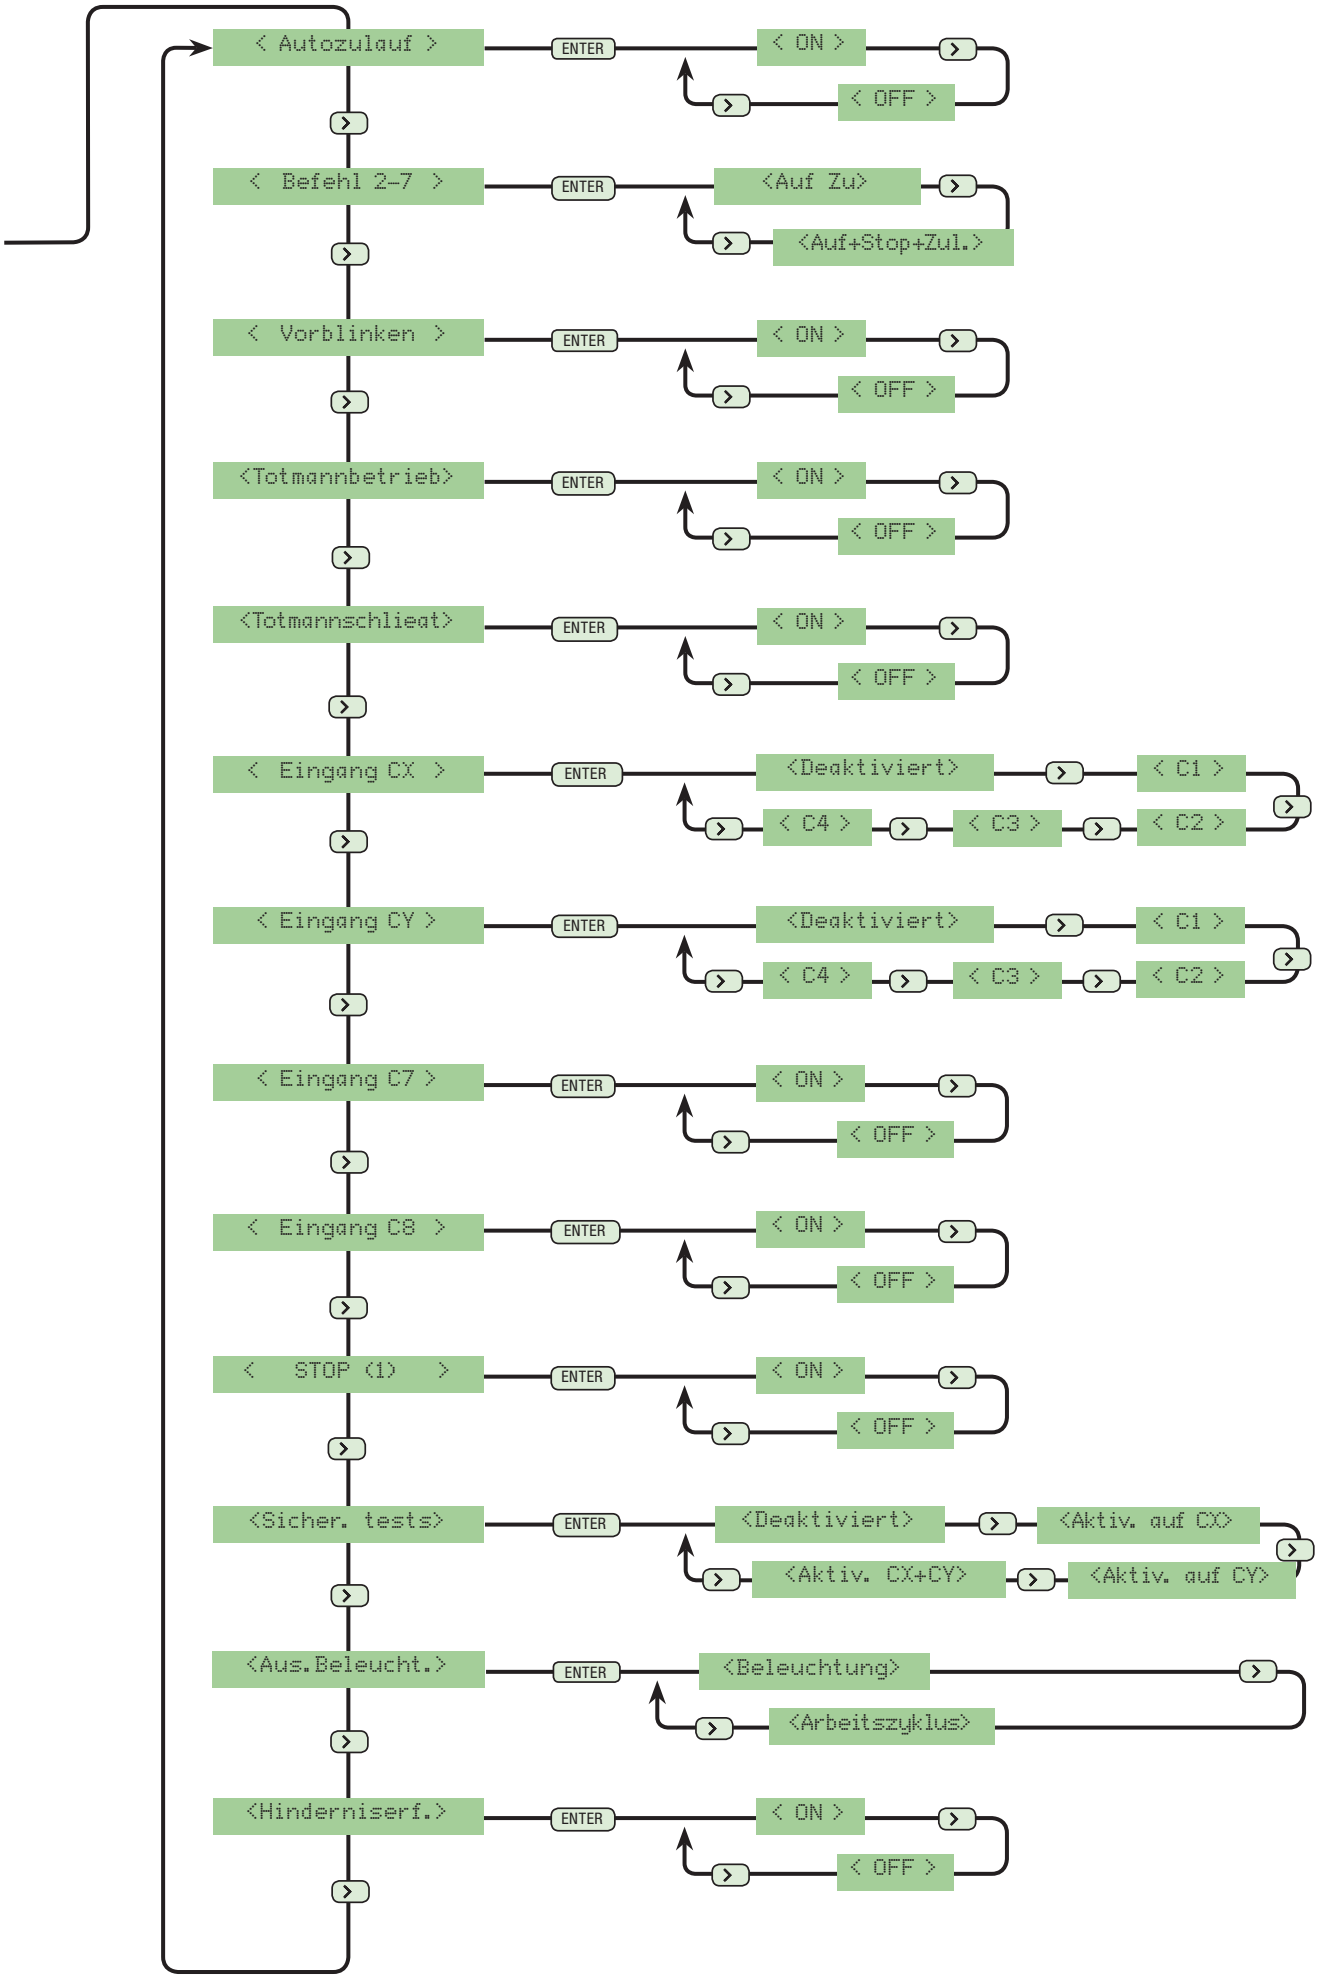 < Autozulauf > ENTER < ON > >
> < OFF >
>
< Befehl 2-7 > ENTER <Auf Zu> >
> <Auf+Stop+Zul.>
>
< Vorblinken > ENTER < ON > >
> < OFF >
>
<Totmannbetrieb> ENTER < ON > >
> < OFF >
>
<Totmannschlieat> ENTER < ON > >
> < OFF >
>
< Eingang CX > ENTER <Deaktiviert> > < C1 >
>
> < C4 > > < C3 > > < C2 >
>
< Eingang CY > ENTER <Deaktiviert> > < C1 >
>
> < C4 > > < C3 > > < C2 >
>
< Eingang C7 > ENTER < ON > >
> < OFF >
>
< Eingang C8 > ENTER < ON > >
> < OFF >
>
< STOP (1) > ENTER < ON > >
> < OFF >
>
<Sicher. tests> ENTER <Deaktiviert> > <Aktiv. auf CX>
>
> <Aktiv. CX+CY> > <Aktiv. auf CY>
>
<Aus.Beleucht.> ENTER <Beleuchtung> >
> <Arbeitszyklus>
>
<Hinderniserf.> ENTER < ON > >
> < OFF >
>